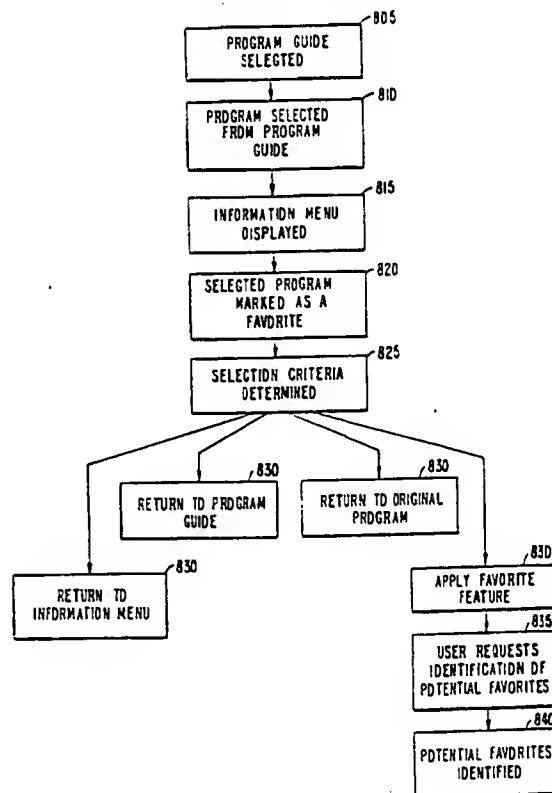 805
PROGRAM GUIDE
SELECTED
810
PROGRAM SELECTED
FROM PROGRAM
GUIDE
815
INFORMATION MENU
DISPLAYED
820
SELECTED PROGRAM
MARKED AS A
FAVORITE
825
SELECTION CRITERIA
DETERMINED
830
RETURN TO PROGRAM
GUIDE
830
RETURN TO ORIGINAL
PROGRAM
830
RETURN TO
INFORMATION MENU
830
APPLY FAVORITE
FEATURE
835
USER REQUESTS
IDENTIFICATION OF
POTENTIAL FAVORITES
840
POTENTIAL FAVORITES
IDENTIFIED